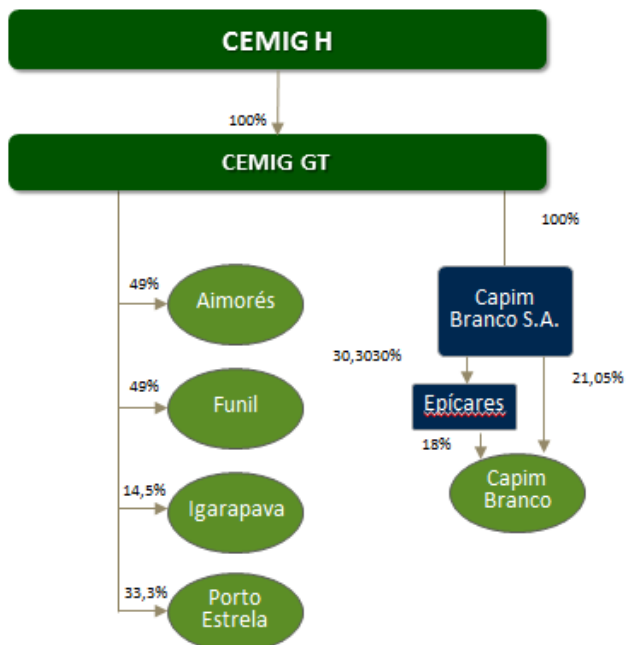 CEMIG H
100%
CEMIG GT
100%
49%
Aimorés
Capim
Branco S.A.
30,3030%
21,05%
49%
Funil
Epícares
18%
14,5%
Igarapava
Capim
Branco
33,3%
Porto
Estrela